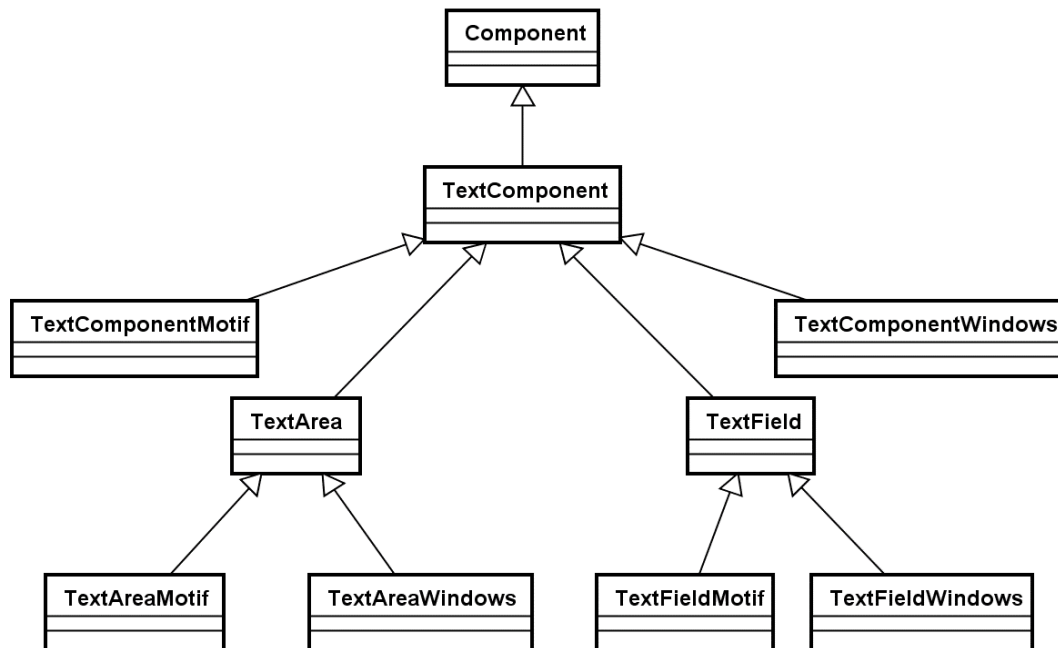 Component
TextComponent
TextComponentMotif
TextComponentWindows
TextArea
TextField
TextAreaMotif
TextAreaWindows
TextFieldMotif
TextFieldWindows